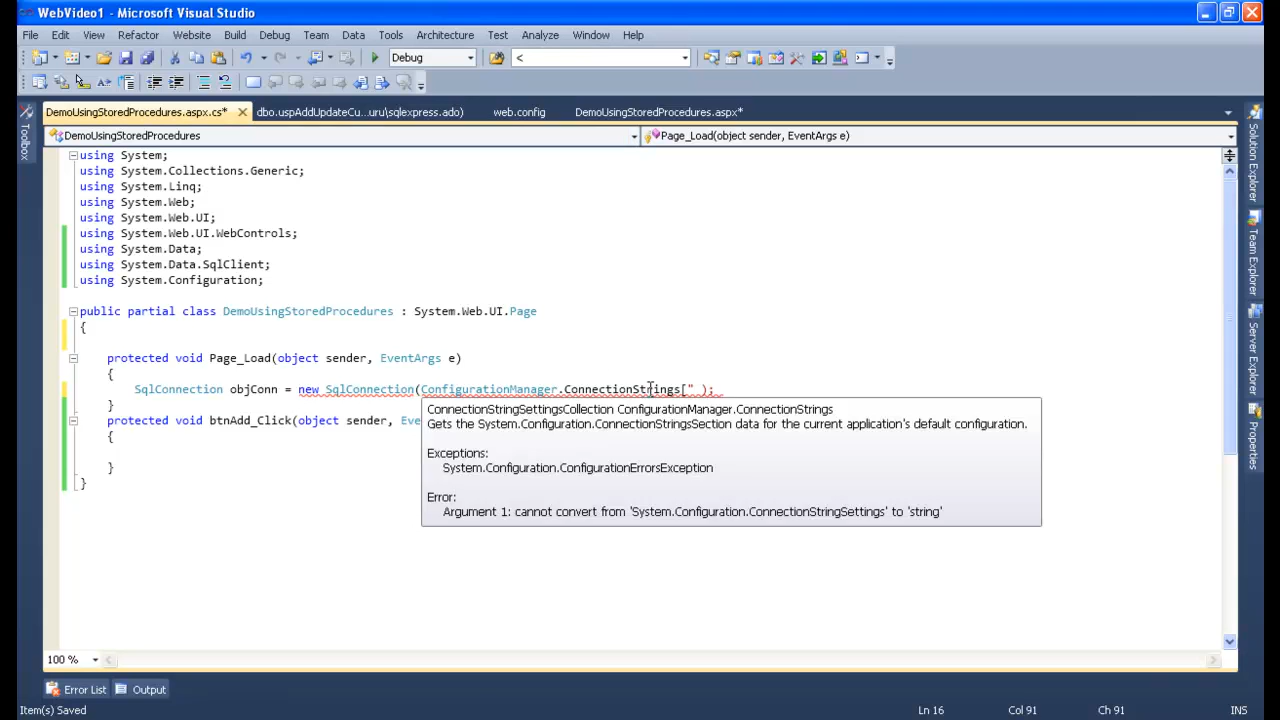 WebVideo1 - Microsoft Visual Studio
File Edit View Refactor Website Build Debug Team Data Tools Architecture Test Analyze Window Help
Debug <
DemoUsingStoredProcedures.aspx.cs* dbo.uspAddUpdateCu...uru\sqlexpress.ado) web.config DemoUsingStoredProcedures.aspx*
DemoUsingStoredProcedures Page_Load(object sender, EventArgs e)
Toolbox
Solution Explorer
Team Explorer
Server Explorer
Properties
using System;
using System.Collections.Generic;
using System.Linq;
using System.Web;
using System.Web.UI;
using System.Web.UI.WebControls;
using System.Data;
using System.Data.SqlClient;
using System.Configuration;
public partial class DemoUsingStoredProcedures : System.Web.UI.Page
{
protected void Page_Load(object sender, EventArgs e)
{
SqlConnection objConn = new SqlConnection(ConfigurationManager.ConnectionStrings[" );
}
protected void btnAdd_Click(object sender, Eve
{
}
}
ConnectionStringSettingsCollection ConfigurationManager.ConnectionStrings
Gets the System.Configuration.ConnectionStringsSection data for the current application's default configuration.
Exceptions:
System.Configuration.ConfigurationErrorsException
Error:
Argument 1: cannot convert from 'System.Configuration.ConnectionStringSettings' to 'string'
100 %
Error List Output
Item(s) Saved Ln 16 Col 91 Ch 91 INS